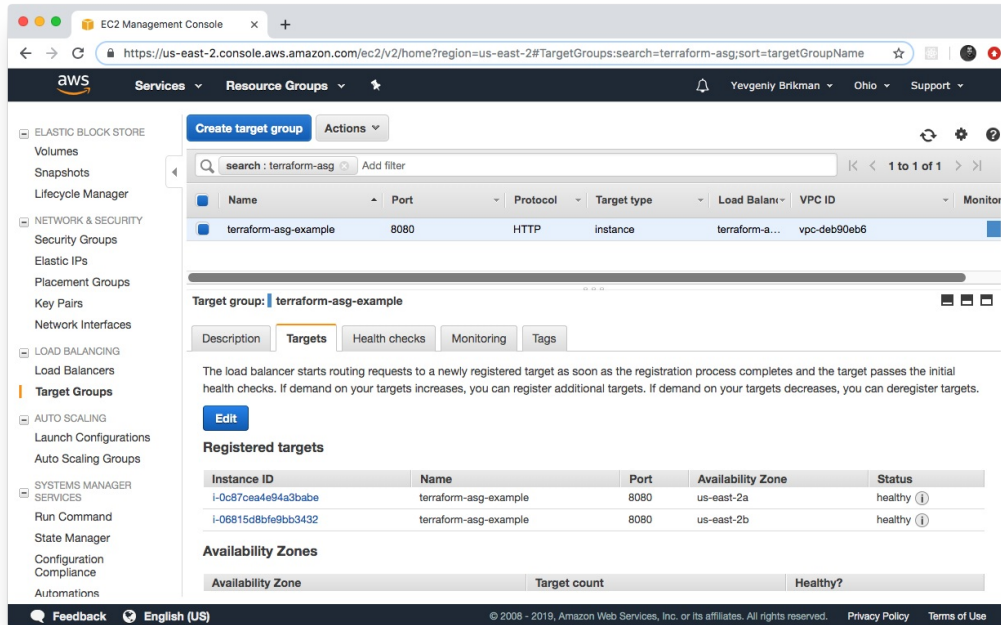 EC2 Management Console
https://us-east-2.console.aws.amazon.com/ec2/v2/home?region=us-east-2#TargetGroups:search=terraform-asg;sort=targetGroupName
aws Services Resource Groups Yevgeniy Brikman Ohio Support
ELASTIC BLOCK STORE
Volumes
Snapshots
Lifecycle Manager
NETWORK & SECURITY
Security Groups
Elastic IPs
Placement Groups
Key Pairs
Network Interfaces
LOAD BALANCING
Load Balancers
Target Groups
AUTO SCALING
Launch Configurations
Auto Scaling Groups
SYSTEMS MANAGER
SERVICES
Run Command
State Manager
Configuration
Compliance
Automations
Create target group Actions
search : terraform-asg Add filter 1 to 1 of 1
Name Port Protocol Target type Load Balanc VPC ID Monitor
terraform-asg-example 8080 HTTP instance terraform-a... vpc-deb90eb6
Target group: terraform-asg-example
Description Targets Health checks Monitoring Tags
The load balancer starts routing requests to a newly registered target as soon as the registration process completes and the target passes the initial
health checks. If demand on your targets increases, you can register additional targets. If demand on your targets decreases, you can deregister targets.
Edit
Registered targets
Instance ID Name Port Availability Zone Status
i-0c87cea4e94a3babe terraform-asg-example 8080 us-east-2a healthy
i-06815d8bfe9bb3432 terraform-asg-example 8080 us-east-2b healthy
Availability Zones
Availability Zone Target count Healthy?
Feedback English (US) © 2008 - 2019, Amazon Web Services, Inc. or its affiliates. All rights reserved. Privacy Policy Terms of Use